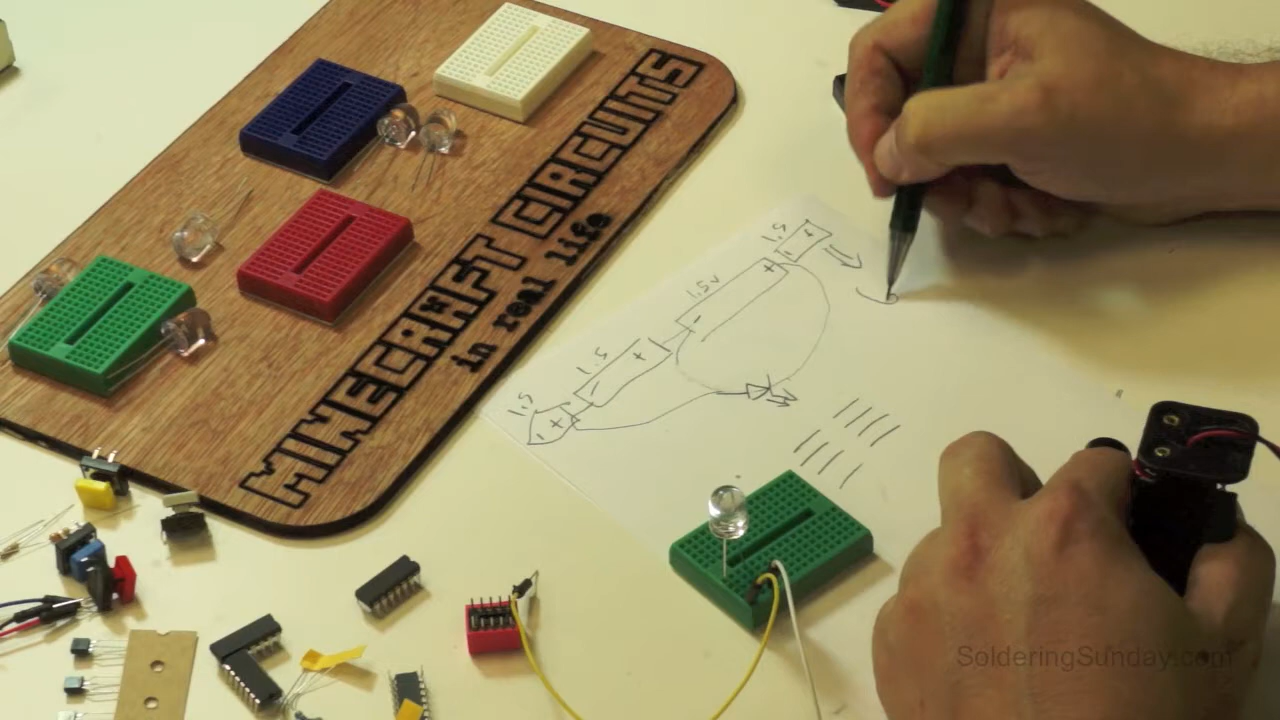 MINECRAFT CIRCUITS
in real life
1.5
+
-
1.5V
+
-
1.5
+
-
1.5
+
-
SolderingSunday.com